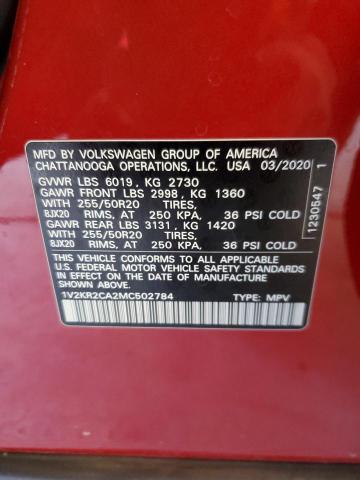 MFD BY VOLKSWAGEN GROUP OF AMERICA
CHATTANOOGA OPERATIONS, LLC. USA 03/2020
GVWR LBS 6019, KG 2730
GAWR FRONT LBS 2998, KG 1360
WITH 255/50R20 TIRES,
8JX20 RIMS, AT 250 KPA, 36 PSI COLD
GAWR REAR LBS 3131, KG 1420
WITH 255/50R20 TIRES,
8JX20 RIMS, AT 250 KPA, 36 PSI COLD
THIS VEHICLE CONFORMS TO ALL APPLICABLE
U.S. FEDERAL MOTOR VEHICLE SAFETY STANDARDS
IN EFFECT ON THE DATE OF MANUFACTURE
SHOWN ABOVE.
1V2KR2CA2MC502784 TYPE: MPV
1230547 1